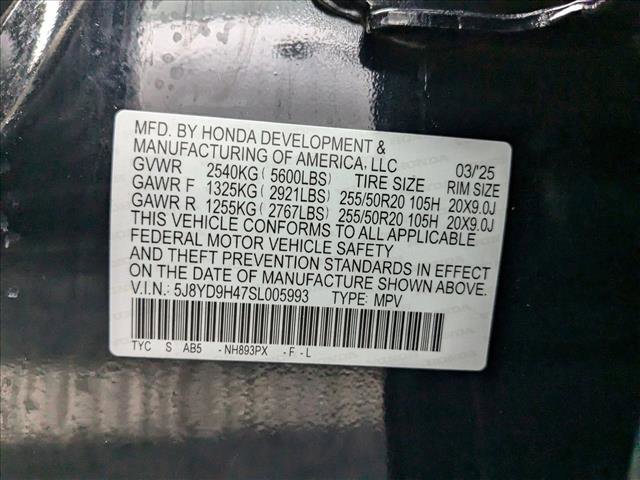 MFD. BY HONDA DEVELOPMENT &
MANUFACTURING OF AMERICA, LLC 03/'25
GVWR 2540KG (5600LBS) TIRE SIZE RIM SIZE
GAWR F 1325KG (2921LBS) 255/50R20 105H 20X9.0J
GAWR R 1255KG (2767LBS) 255/50R20 105H 20X9.0J
THIS VEHICLE CONFORMS TO ALL APPLICABLE
FEDERAL MOTOR VEHICLE SAFETY
AND THEFT PREVENTION STANDARDS IN EFFECT
ON THE DATE OF MANUFACTURE SHOWN ABOVE.
V.I.N.: 5J8YD9H47SL005993 TYPE: MPV
TYC S AB5 -NH893PX -F-L